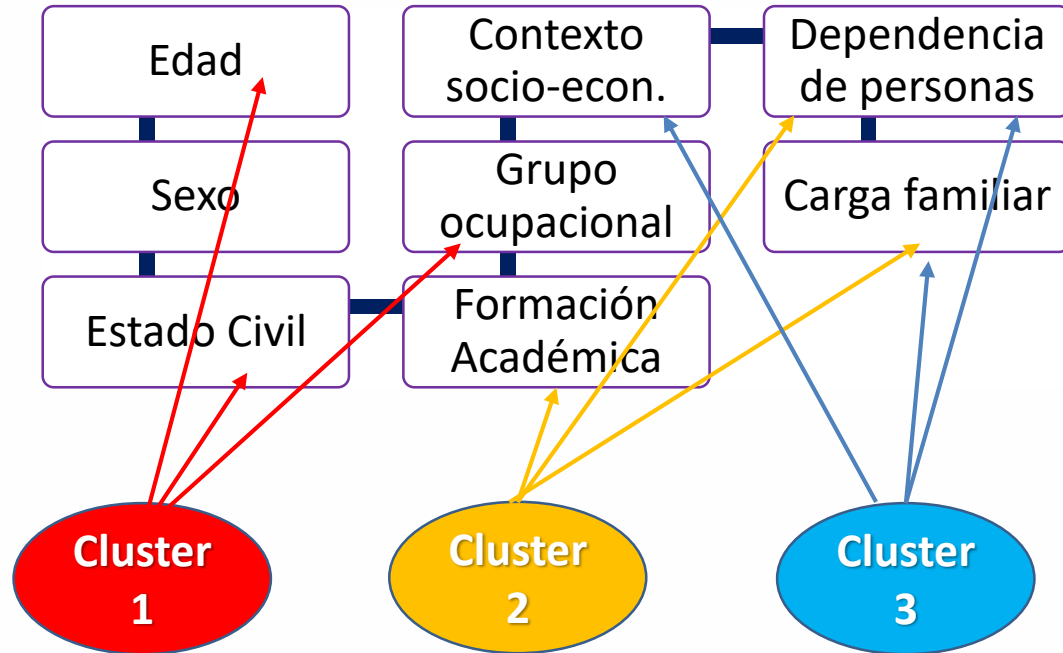 Edad
Contexto
socio-econ.
Dependencia
de personas
Sexo
Grupo
ocupacional
Carga familiar
Estado Civil
Formación
Académica
Cluster
1
Cluster
2
Cluster
3